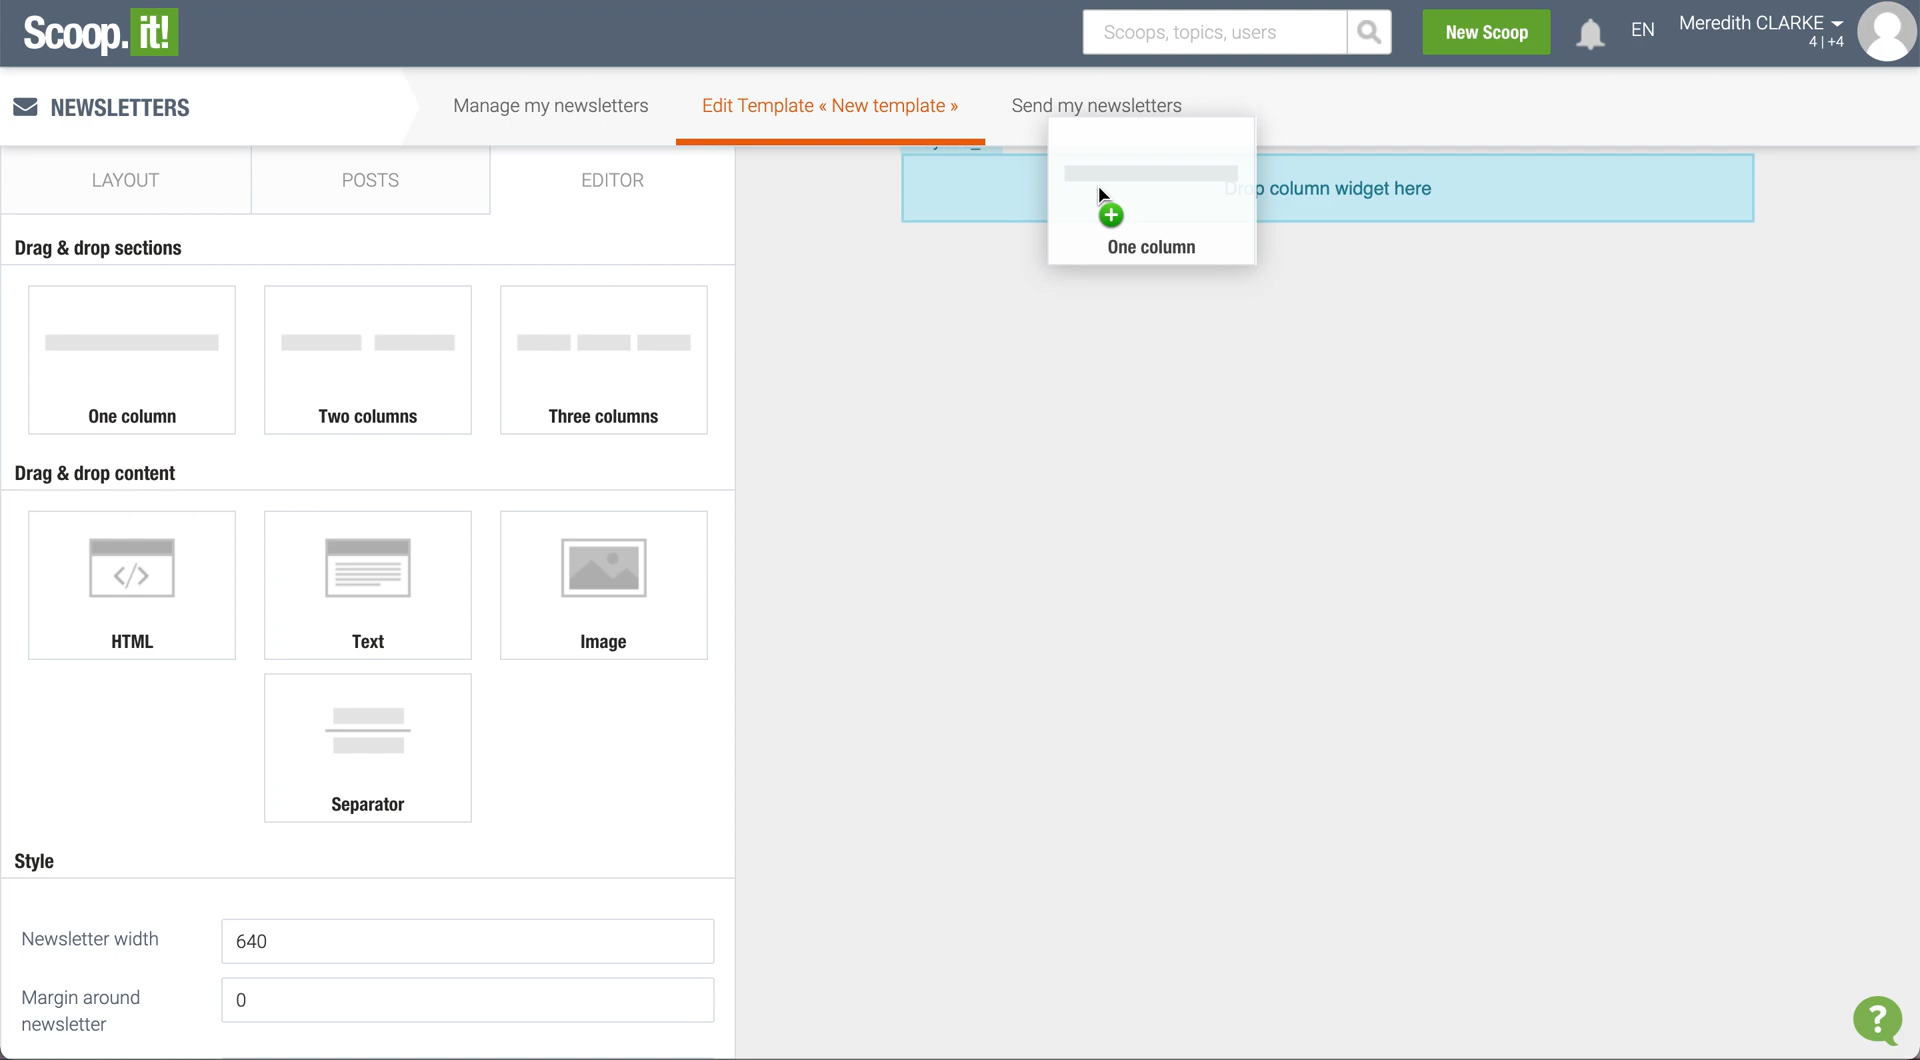 Scoop.it!
Scoops, topics, users
New Scoop
EN
Meredith CLARKE
4 | +4
NEWSLETTERS
Manage my newsletters
Edit Template « New template »
Send my newsletters
LAYOUT
POSTS
EDITOR
Drop column widget here
One column
Drag & drop sections
One column
Two columns
Three columns
Drag & drop content
</>
HTML
Text
Image
Separator
Style
Newsletter width
640
Margin around
newsletter
0
?